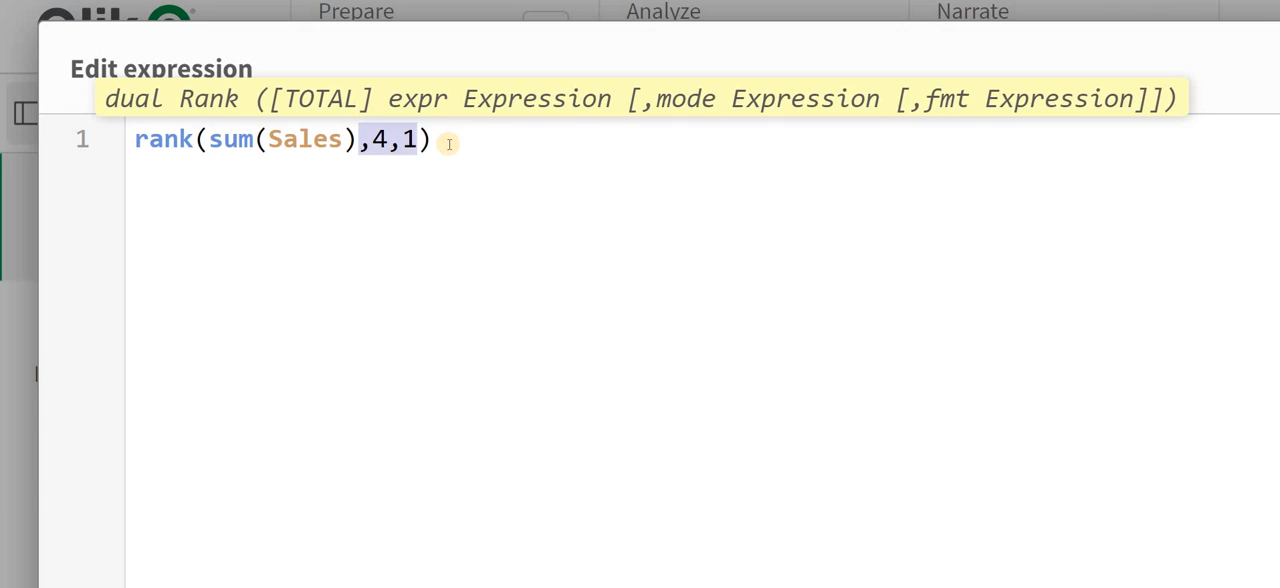 Prepare
Analyze
Narrate
Edit expression
dual Rank ([TOTAL] expr Expression [,mode Expression [,fmt Expression]])
1 rank(sum(Sales),4,1)